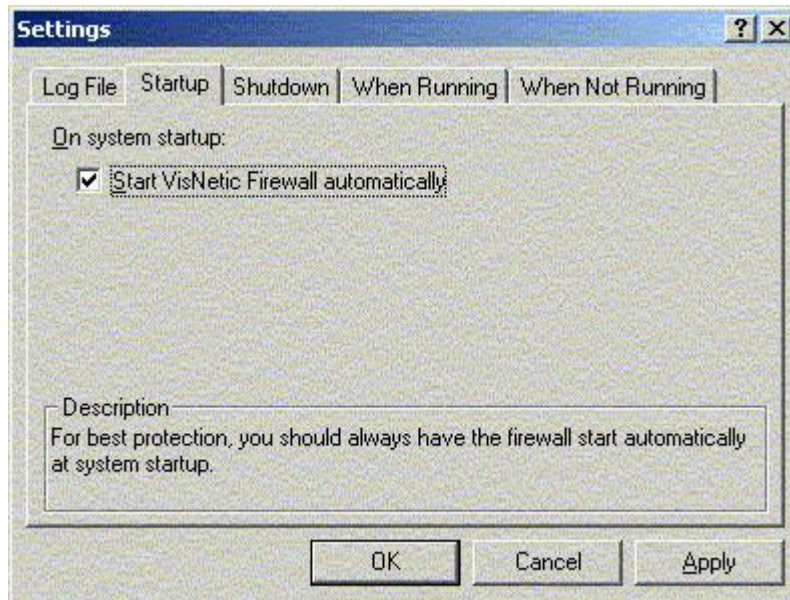 Settings
Log File Startup Shutdown When Running When Not Running
On system startup:
Start VisNetic Firewall automatically
Description
For best protection, you should always have the firewall start automatically
at system startup.
OK Cancel Apply